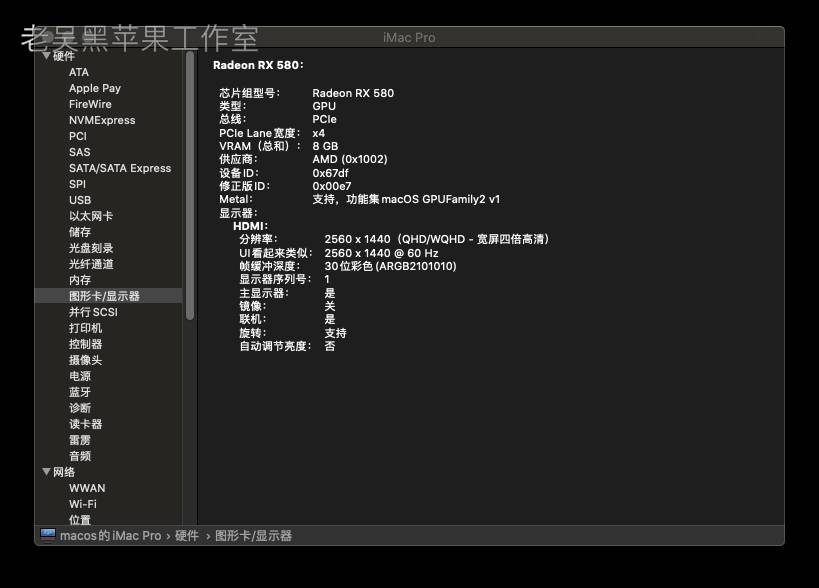 老吴黑苹果工作室
iMac Pro
硬件
ATA
Apple Pay
FireWire
NVMExpress
PCI
SAS
SATA/SATA Express
SPI
USB
以太网卡
储存
光盘刻录
光纤通道
内存
图形卡/显示器
并行SCSI
打印机
控制器
摄像头
电源
蓝牙
诊断
读卡器
雷雳
音频
网络
WWAN
Wi-Fi
位置
Radeon RX 580:
芯片组型号: Radeon RX 580
类型: GPU
总线: PCIe
PCIe Lane宽度: x4
VRAM（总和）: 8 GB
供应商: AMD (0x1002)
设备ID: 0x67df
修正版ID: 0x00e7
Metal: 支持，功能集macOS GPUFamily2 v1
显示器:
HDMI:
分辨率: 2560 x 1440（QHD/WQHD - 宽屏四倍高清）
UI看起来类似: 2560 x 1440 @ 60 Hz
帧缓冲深度: 30位彩色 (ARGB2101010)
显示器序列号: 1
主显示器: 是
镜像: 关
联机: 是
旋转: 支持
自动调节亮度: 否
macos的iMac Pro › 硬件 › 图形卡/显示器